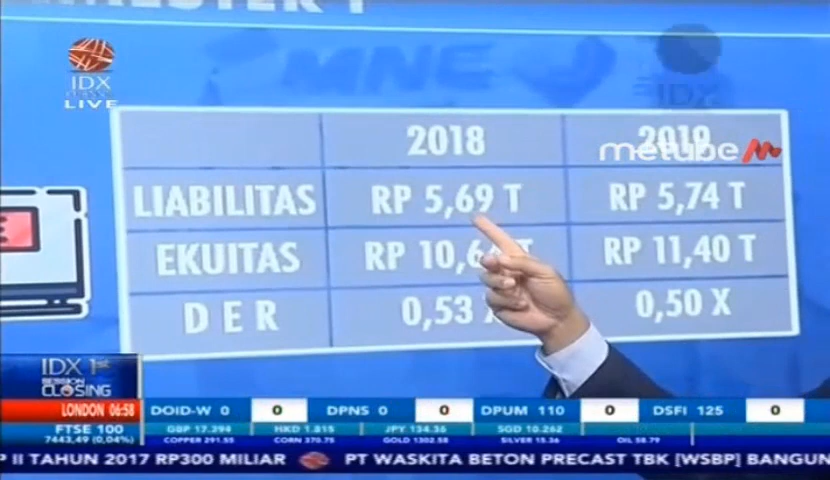 IDX
LIVE
2018
2019
metube
LIABILITAS RP 5,69 T RP 5,74 T
EKUITAS RP 11,40 T
D E R 0,53 X 0,50 X
IDX 1st
SESSION
CLOSING
LONDON 06:58 DOID-W 0 0 DPNS 0 0 DPUM 110 0 DSFI 125 0
FTSE 100 GBP 17.394 HKD 1.815 JPY 134.36 SGD 10.262
7443,49 (0,04%) COPPER 291.55 CORN 370.75 GOLD 1302.58 SILVER 15.36 OIL 58.79
P II TAHUN 2017 RP300 MILIAR PT WASKITA BETON PRECAST TBK [WSBP] BANGUN